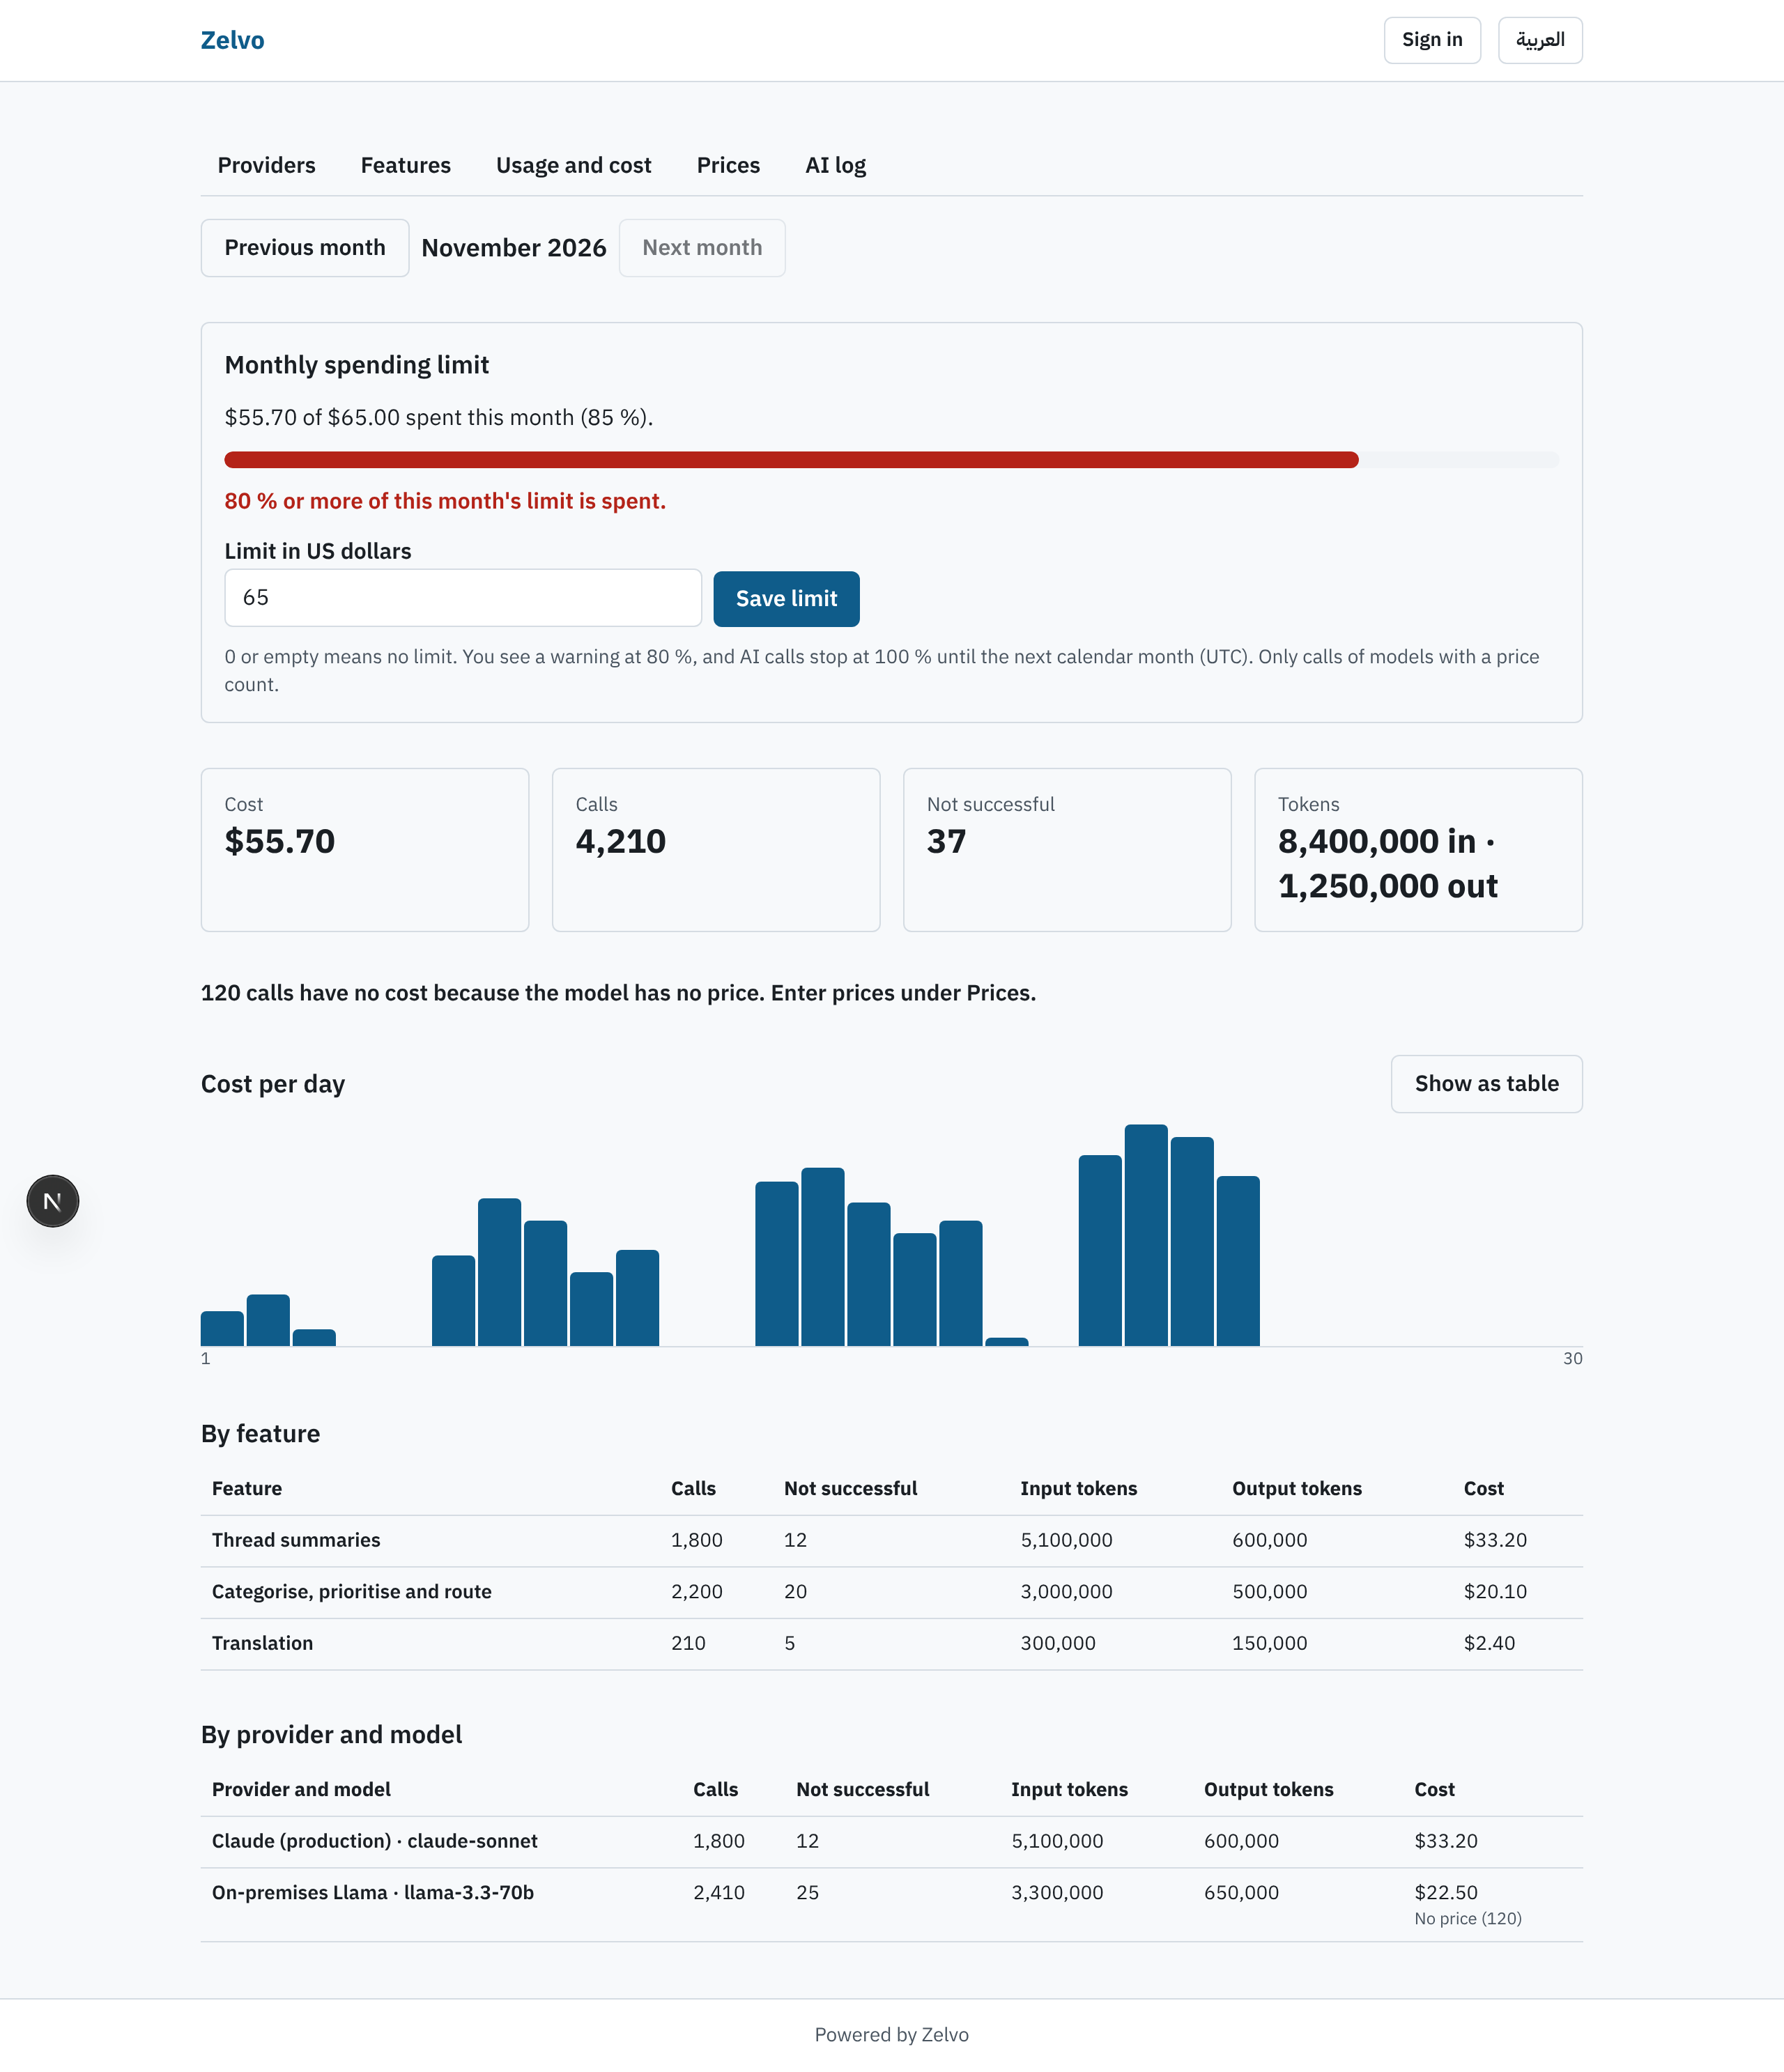 Zelvo
Sign in
العربية
Providers Features Usage and cost Prices AI log
Previous month November 2026 Next month
Monthly spending limit
$55.70 of $65.00 spent this month (85 %).
80 % or more of this month's limit is spent.
Limit in US dollars
65
Save limit
0 or empty means no limit. You see a warning at 80 %, and AI calls stop at 100 % until the next calendar month (UTC). Only calls of models with a price
count.
Cost
$55.70
Calls
4,210
Not successful
37
Tokens
8,400,000 in ·
1,250,000 out
120 calls have no cost because the model has no price. Enter prices under Prices.
Cost per day
Show as table
N
1 30
By feature
Feature Calls Not successful Input tokens Output tokens Cost
Thread summaries 1,800 12 5,100,000 600,000 $33.20
Categorise, prioritise and route 2,200 20 3,000,000 500,000 $20.10
Translation 210 5 300,000 150,000 $2.40
By provider and model
Provider and model Calls Not successful Input tokens Output tokens Cost
Claude (production) · claude-sonnet 1,800 12 5,100,000 600,000 $33.20
On-premises Llama · llama-3.3-70b 2,410 25 3,300,000 650,000 $22.50
No price (120)
Powered by Zelvo